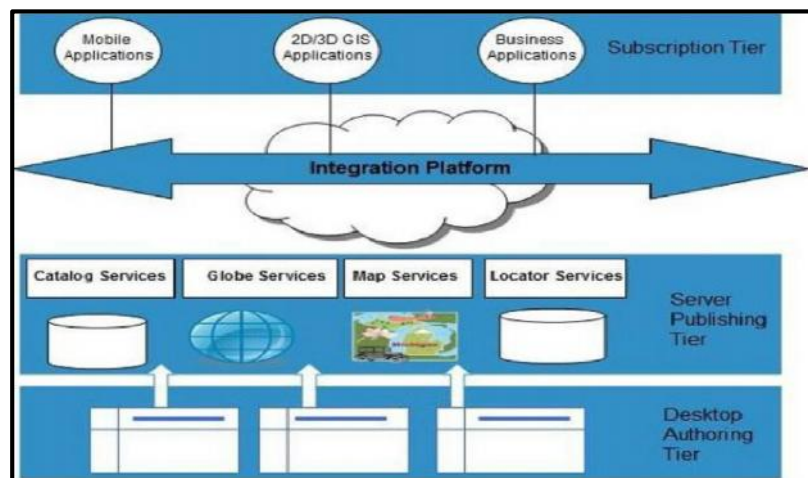 Mobile
Applications
2D/3D GIS
Applications
Business
Applications
Subscription Tier
Integration Platform
Catalog Services
Globe Services
Map Services
Locator Services
Server
Publishing
Tier
Michigan
Desktop
Authoring
Tier